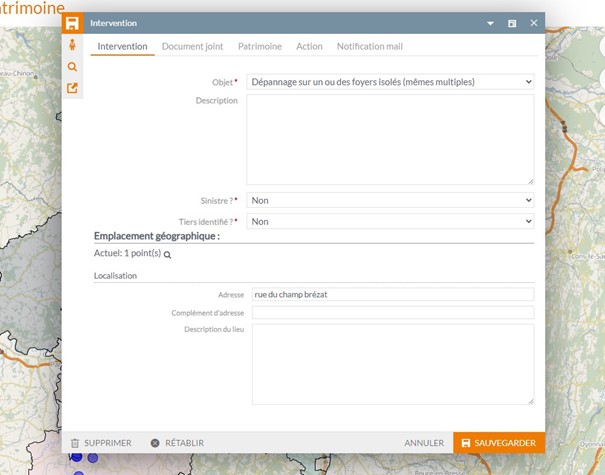 atrimoine
Intervention
Intervention Document joint Patrimoine Action Notification mail
Objet * Dépannage sur un ou des foyers isolés (mêmes multiples)
Description
Sinistre ? * Non
Tiers identifié ? * Non
Emplacement géographique :
Actuel: 1 point(s)
Localisation
Adresse rue du champ brézat
Complément d'adresse
Description du lieu
SUPPRIMER RÉTABLIR ANNULER SAUVEGARDER